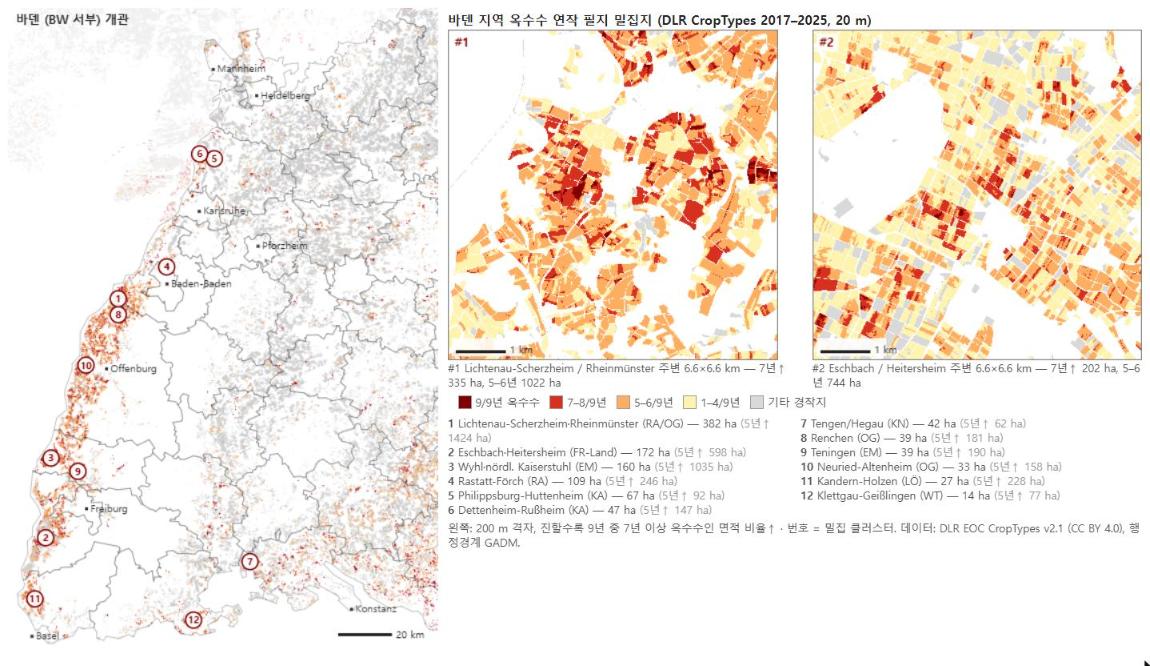 바덴 (BW 서부) 개관
Mannheim
Heidelberg
6
5
Karlsruhe
Pforzheim
4
Baden-Baden
1
8
10
Offenburg
3
9
Freiburg
2
7
11
12
Konstanz
Basel
20 km
바덴 지역 옥수수 연작 필지 밀집지 (DLR CropTypes 2017–2025, 20 m)
#1
1 km
#2
1 km
#1 Lichtenau-Scherzheim / Rheinmünster 주변 6.6×6.6 km — 7년↑
335 ha, 5–6년 1022 ha
#2 Eschbach / Heitersheim 주변 6.6×6.6 km — 7년↑ 202 ha, 5–6
년 744 ha
9/9년 옥수수
7–8/9년
5–6/9년
1–4/9년
기타 경작지
1 Lichtenau-Scherzheim·Rheinmünster (RA/OG) — 382 ha (5년↑
1424 ha)
2 Eschbach-Heitersheim (FR-Land) — 172 ha (5년↑ 598 ha)
3 Wyhl·nördl. Kaiserstuhl (EM) — 160 ha (5년↑ 1035 ha)
4 Rastatt-Förch (RA) — 109 ha (5년↑ 246 ha)
5 Philippsburg-Huttenheim (KA) — 67 ha (5년↑ 92 ha)
6 Dettenheim-Rußheim (KA) — 47 ha (5년↑ 147 ha)
7 Tengen/Hegau (KN) — 42 ha (5년↑ 62 ha)
8 Renchen (OG) — 39 ha (5년↑ 181 ha)
9 Teningen (EM) — 39 ha (5년↑ 190 ha)
10 Neuried-Altenheim (OG) — 33 ha (5년↑ 158 ha)
11 Kandern-Holzen (LÖ) — 27 ha (5년↑ 228 ha)
12 Klettgau-Geißlingen (WT) — 14 ha (5년↑ 77 ha)
왼쪽: 200 m 격자, 진할수록 9년 중 7년 이상 옥수수인 면적 비율↑ · 번호 = 밀집 클러스터. 데이터: DLR EOC CropTypes v2.1 (CC BY 4.0), 행
정경계 GADM.